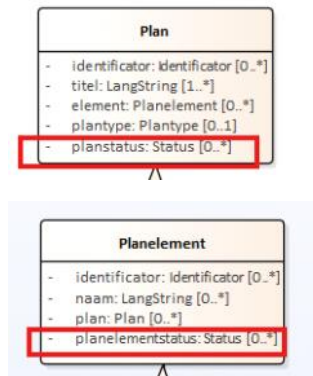 Plan
- identificator: Identificator [0..*]
- titel: LangString [1..*]
- element: Planelement [0..*]
- plantype: Plantype [0..1]
- planstatus: Status [0..*]
Planelement
- identificator: Identificator [0..*]
- naam: LangString [0..*]
- plan: Plan [0..*]
- planelementstatus: Status [0..*]